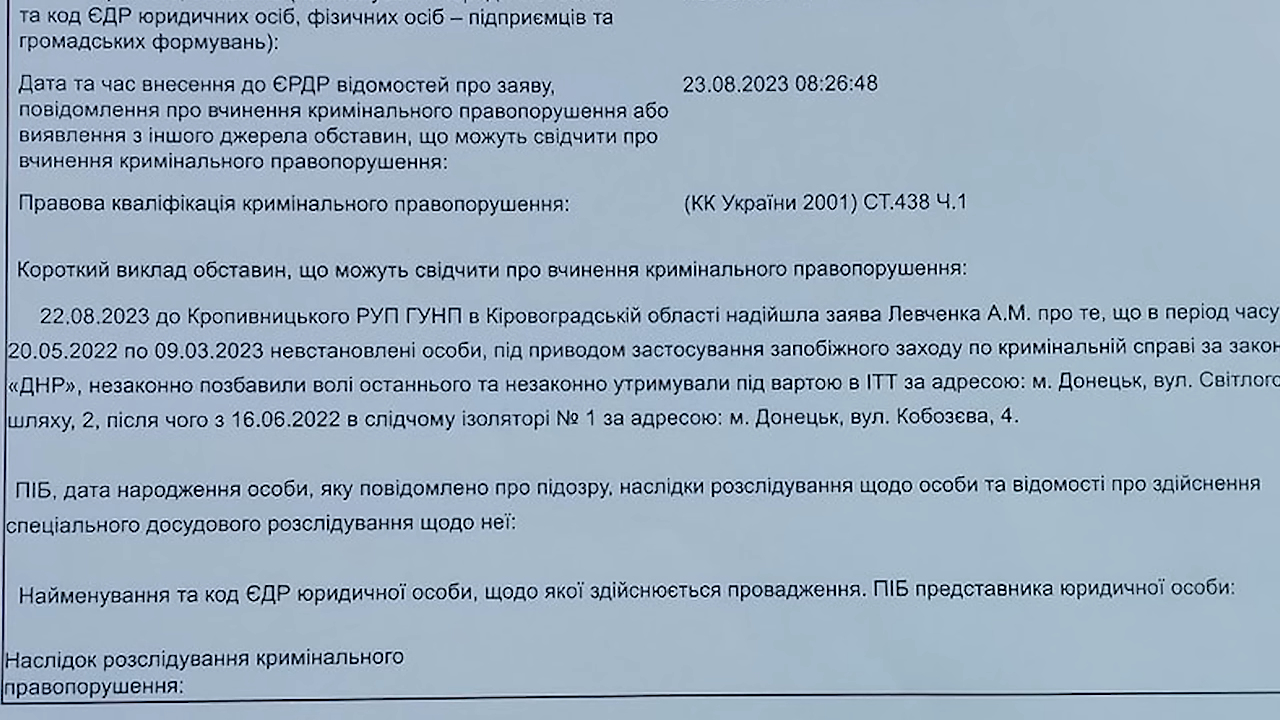 та код ЄДР юридичних осіб, фізичних осіб – підприємців та
громадських формувань):
Дата та час внесення до ЄРДР відомостей про заяву,
повідомлення про вчинення кримінального правопорушення або
виявлення з іншого джерела обставин, що можуть свідчити про
вчинення кримінального правопорушення:
23.08.2023 08:26:48
Правова кваліфікація кримінального правопорушення:
(КК України 2001) СТ.438 Ч.1
Короткий виклад обставин, що можуть свідчити про вчинення кримінального правопорушення:
22.08.2023 до Кропивницького РУП ГУНП в Кіровоградській області надійшла заява Левченка А.М. про те, що в період часу
20.05.2022 по 09.03.2023 невстановлені особи, під приводом застосування запобіжного заходу по кримінальній справі за закон
«ДНР», незаконно позбавили волі останнього та незаконно утримували під вартою в ІТТ за адресою: м. Донецьк, вул. Світлого
шляху, 2, після чого з 16.06.2022 в слідчому ізоляторі № 1 за адресою: м. Донецьк, вул. Кобозєва, 4.
ПІБ, дата народження особи, яку повідомлено про підозру, наслідки розслідування щодо особи та відомості про здійснення
спеціального досудового розслідування щодо неї:
Найменування та код ЄДР юридичної особи, щодо якої здійснюється провадження. ПІБ представника юридичної особи:
Наслідок розслідування кримінального
правопорушення: